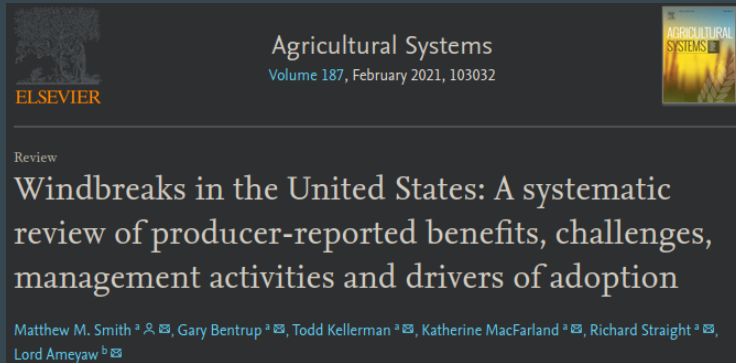 ELSEVIER
Agricultural Systems
Volume 187, February 2021, 103032
AGRICULTURAL
SYSTEMS
Review
Windbreaks in the United States: A systematic
review of producer-reported benefits, challenges,
management activities and drivers of adoption
Matthew M. Smith a, Gary Bentrup a, Todd Kellerman a, Katherine MacFarland a, Richard Straight a,
Lord Ameyaw b